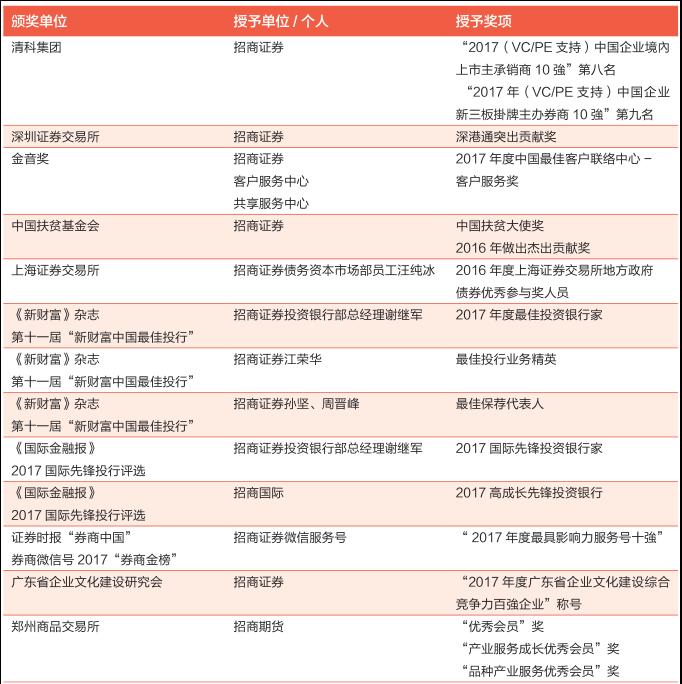 颁奖单位 授予单位 / 个人 授予奖项
清科集团 招商证券 “2017（VC/PE 支持）中国企业境内
上市主承销商 10 強”第八名
“2017 年（VC/PE 支持）中国企业
新三板掛牌主办券商 10 強”第九名
深圳证券交易所 招商证券 深港通突出贡献奖
金音奖 招商证券 2017 年度中国最佳客户联络中心 –
客户服务中心 客户服务奖
共享服务中心
中国扶贫基金会 招商证券 中国扶贫大使奖
2016 年做出杰出贡献奖
上海证券交易所 招商证券债务资本市场部员工汪纯冰 2016 年度上海证券交易所地方政府
债券优秀参与奖人员
《新财富》杂志 招商证券投资银行部总经理谢继军 2017 年度最佳投资银行家
第十一届“新财富中国最佳投行”
《新财富》杂志 招商证券江荣华 最佳投行业务精英
第十一届“新财富中国最佳投行”
《新财富》杂志 招商证券孙坚、周晋峰 最佳保荐代表人
第十一届“新财富中国最佳投行”
《国际金融报》 招商证券投资银行部总经理谢继军 2017 国际先锋投资银行家
2017 国际先锋投行评选
《国际金融报》 招商国际 2017 高成长先锋投资银行
2017 国际先锋投行评选
证券时报“券商中国” 招商证券微信服务号 “ 2017 年度最具影响力服务号十強”
券商微信号 2017“券商金榜”
广东省企业文化建设研究会 招商证券 “2017 年度广东省企业文化建设综合
竞争力百強企业”称号
郑州商品交易所 招商期货 “优秀会员”奖
“产业服务成长优秀会员”奖
“品种产业服务优秀会员”奖